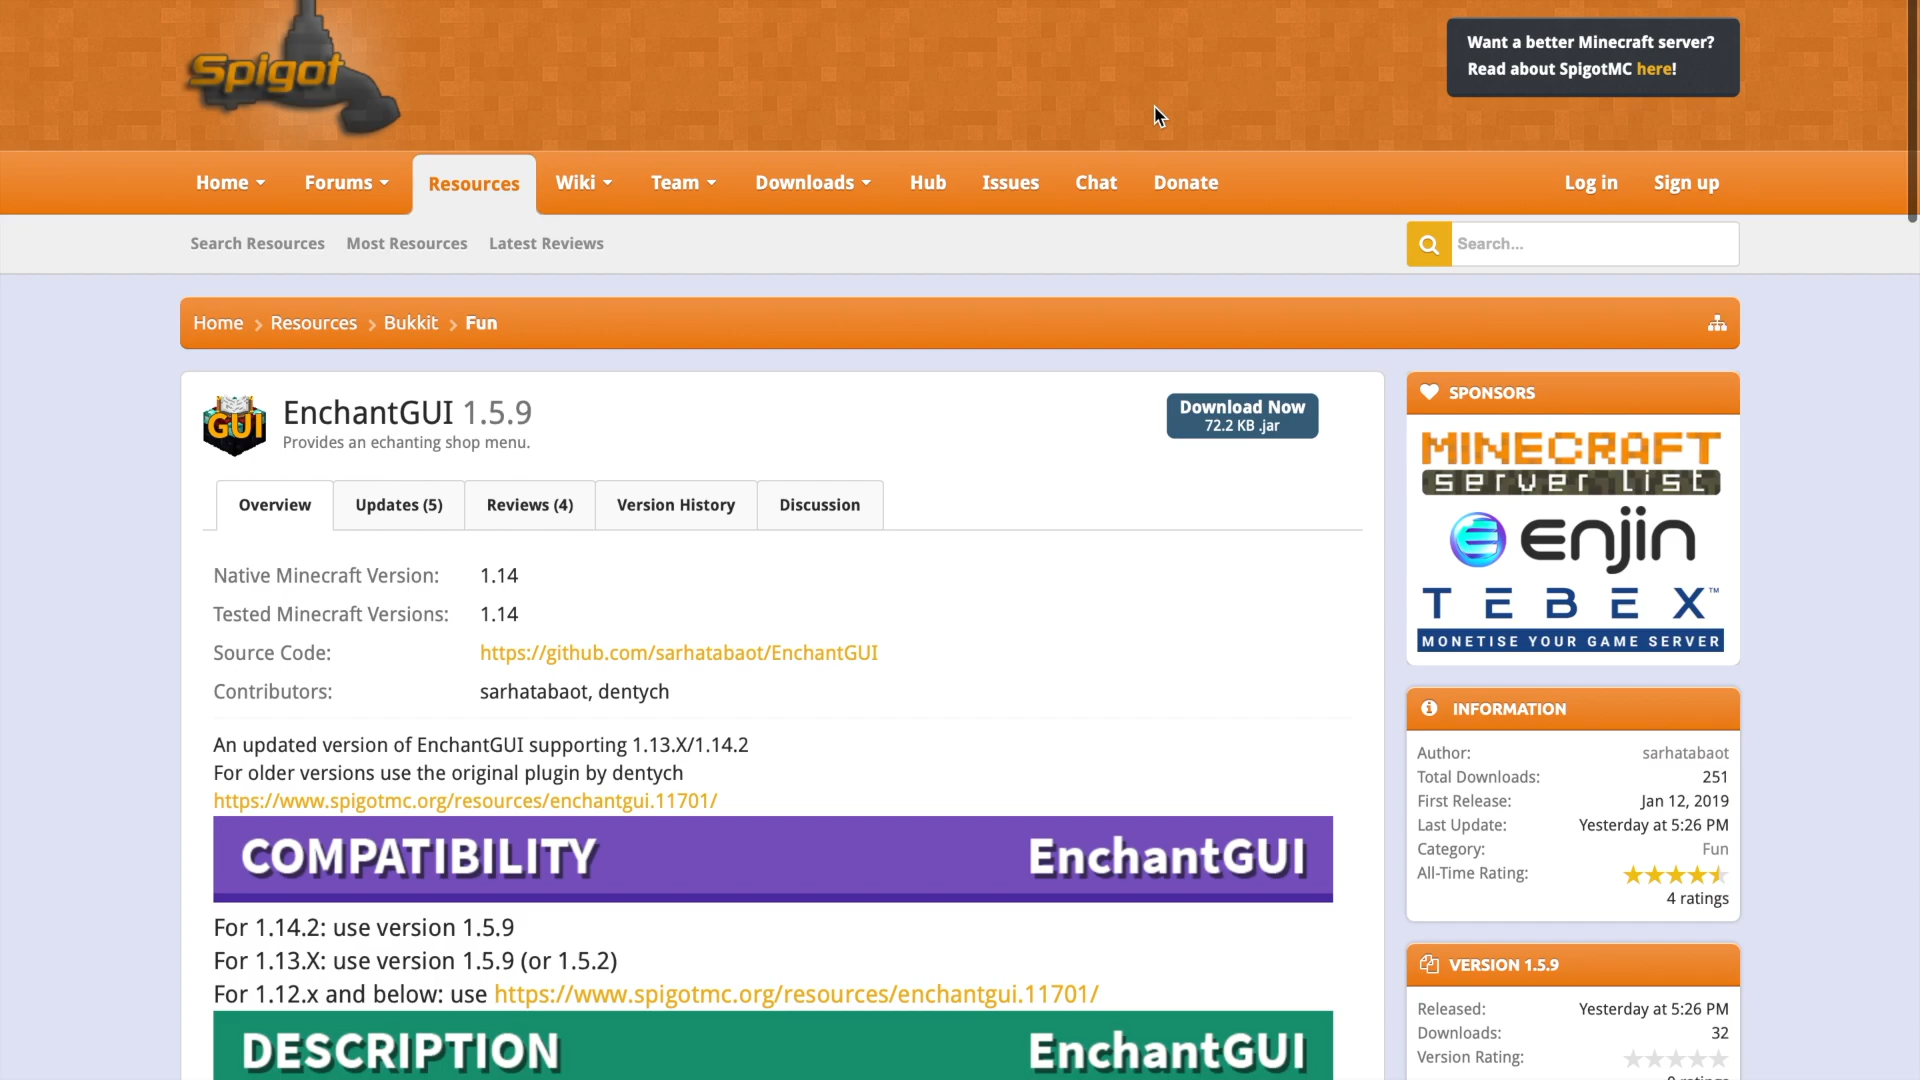 Spigot
Want a better Minecraft server?
Read about SpigotMC here!
Home
Forums
Resources
Wiki
Team
Downloads
Hub
Issues
Chat
Donate
Log in
Sign up
Search Resources
Most Resources
Latest Reviews
Search...
Home
Resources
Bukkit
Fun
GUI
EnchantGUI 1.5.9
Provides an echanting shop menu.
Download Now
72.2 KB .jar
Overview
Updates (5)
Reviews (4)
Version History
Discussion
Native Minecraft Version: 1.14
Tested Minecraft Versions: 1.14
Source Code: https://github.com/sarhatabaot/EnchantGUI
Contributors: sarhatabaot, dentych
An updated version of EnchantGUI supporting 1.13.X/1.14.2
For older versions use the original plugin by dentych
https://www.spigotmc.org/resources/enchantgui.11701/
COMPATIBILITY EnchantGUI
For 1.14.2: use version 1.5.9
For 1.13.X: use version 1.5.9 (or 1.5.2)
For 1.12.x and below: use https://www.spigotmc.org/resources/enchantgui.11701/
DESCRIPTION EnchantGUI
SPONSORS
MINECRAFT
server list
enjin
TEBEX™
MONETISE YOUR GAME SERVER
INFORMATION
Author: sarhatabaot
Total Downloads: 251
First Release: Jan 12, 2019
Last Update: Yesterday at 5:26 PM
Category: Fun
All-Time Rating:
4 ratings
VERSION 1.5.9
Released: Yesterday at 5:26 PM
Downloads: 32
Version Rating: